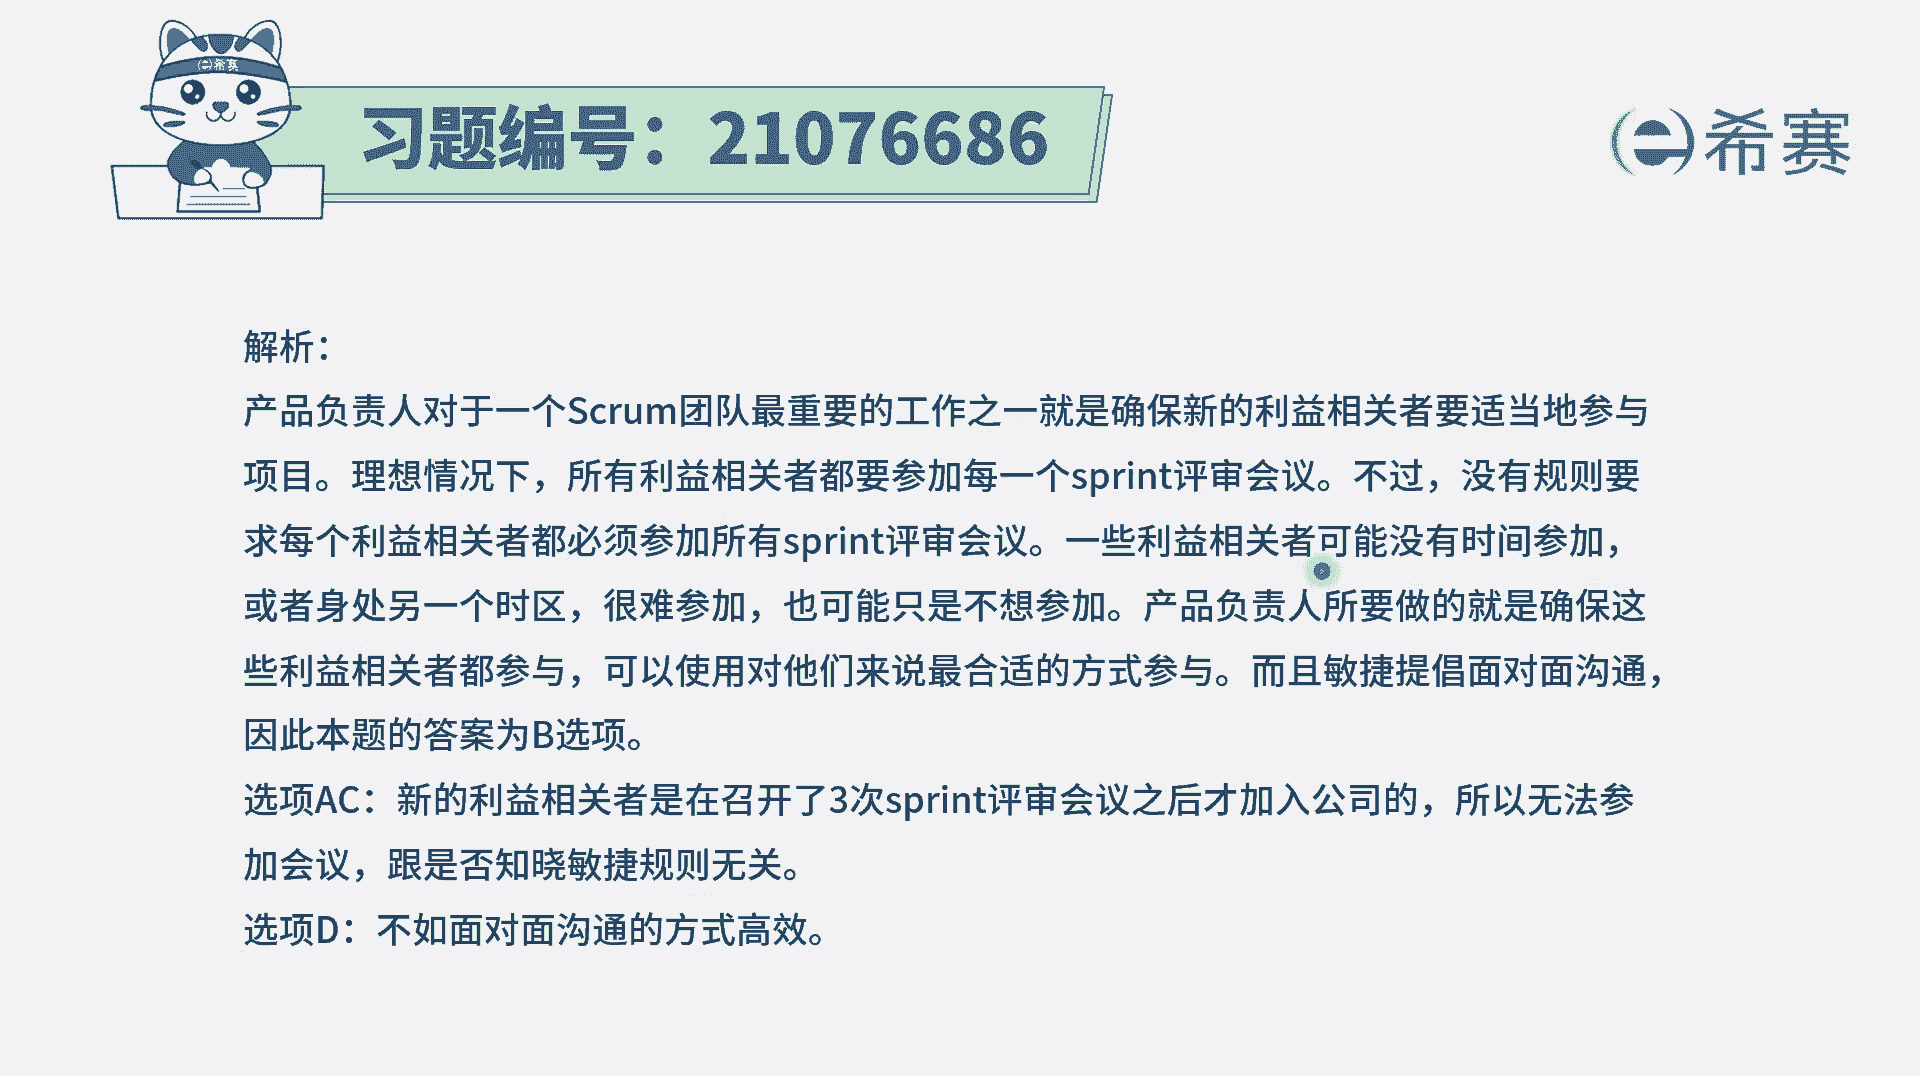 希赛
习题编号：21076686
希赛
解析：
产品负责人对于一个Scrum团队最重要的工作之一就是确保新的利益相关者要适当地参与
项目。理想情况下，所有利益相关者都要参加每一个sprint评审会议。不过，没有规则要
求每个利益相关者都必须参加所有sprint评审会议。一些利益相关者可能没有时间参加，
或者身处另一个时区，很难参加，也可能只是不想参加。产品负责人所要做的就是确保这
些利益相关者都参与，可以使用对他们来说最合适的方式参与。而且敏捷提倡面对面沟通，
因此本题的答案为B选项。
选项AC：新的利益相关者是在召开了3次sprint评审会议之后才加入公司的，所以无法参
加会议，跟是否知晓敏捷规则无关。
选项D：不如面对面沟通的方式高效。